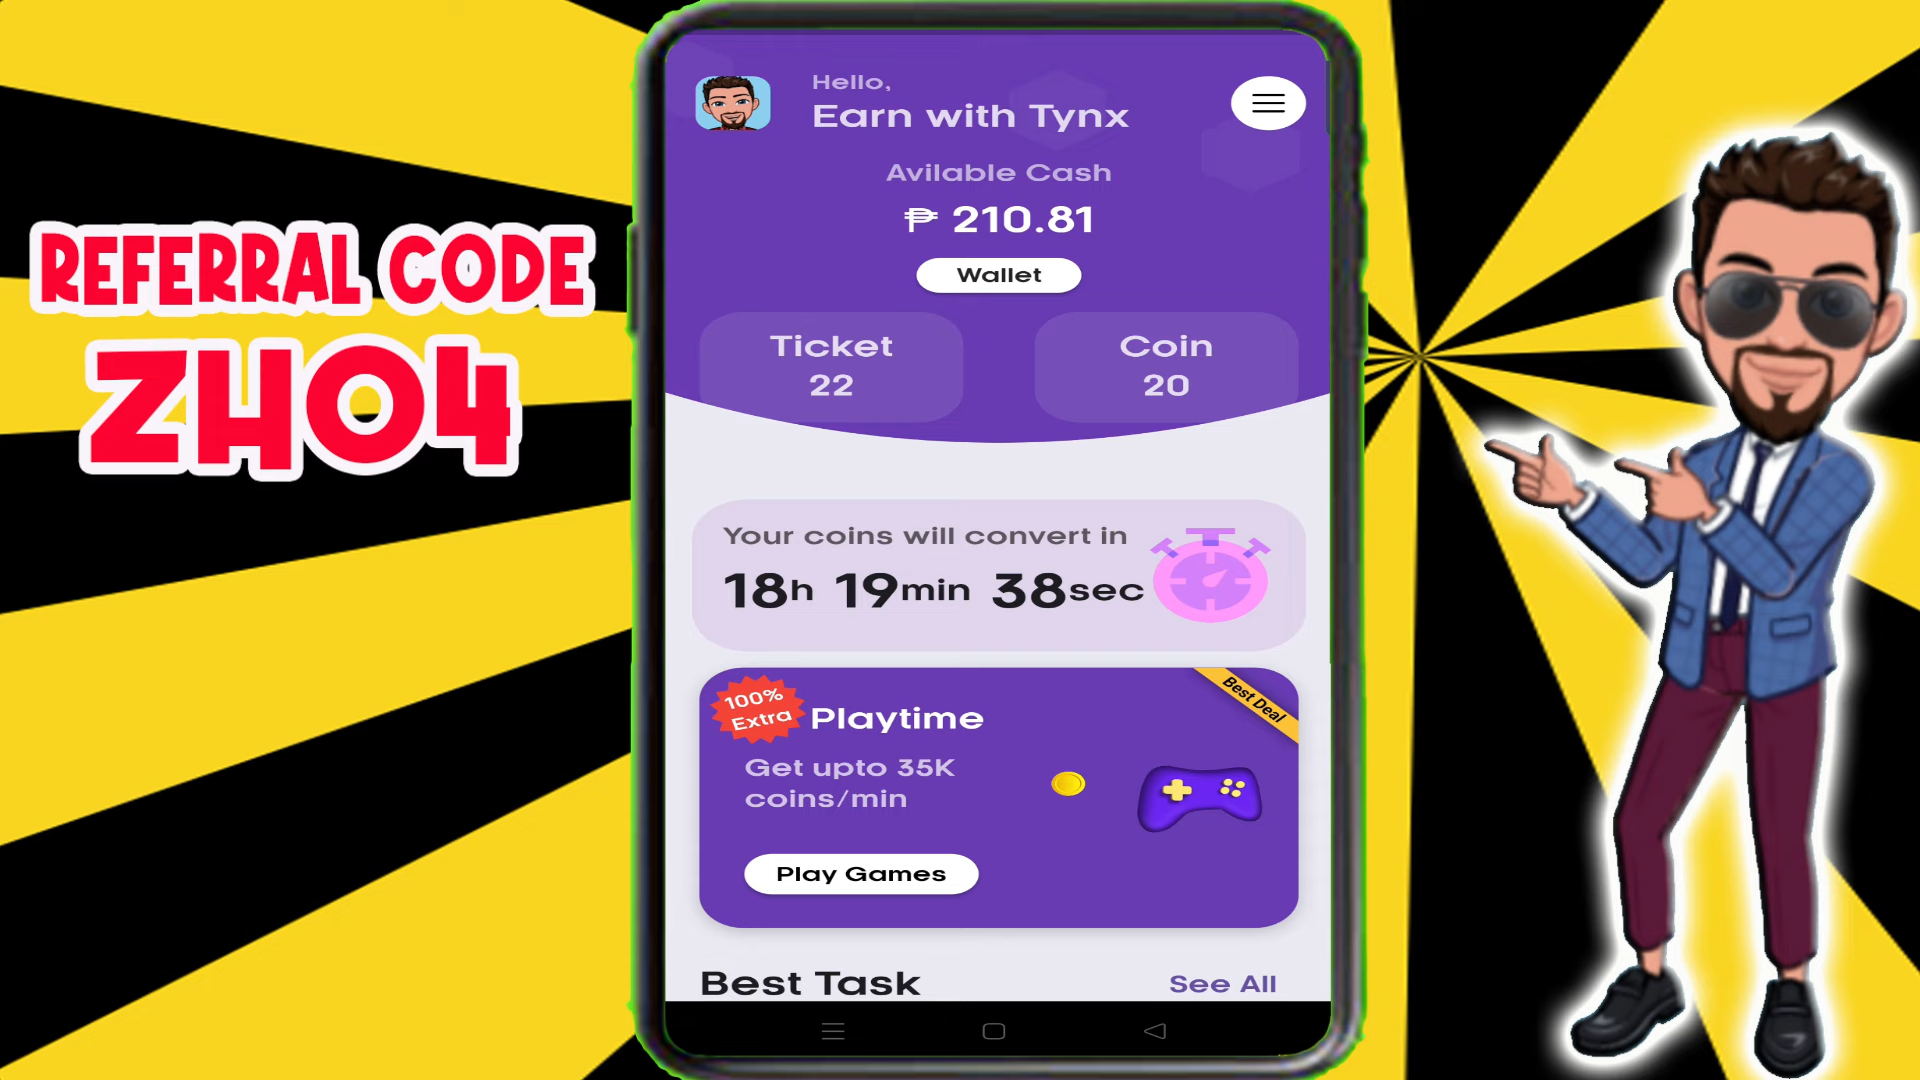 REFERRAL CODE
ZHO4
Hello,
Earn with Tynx
Avilable Cash
₱ 210.81
Wallet
Ticket
22
Coin
20
Your coins will convert in
18h 19min 38sec
100%
Extra
Playtime
Best Deal
Get upto 35K
coins/min
Play Games
Best Task
See All